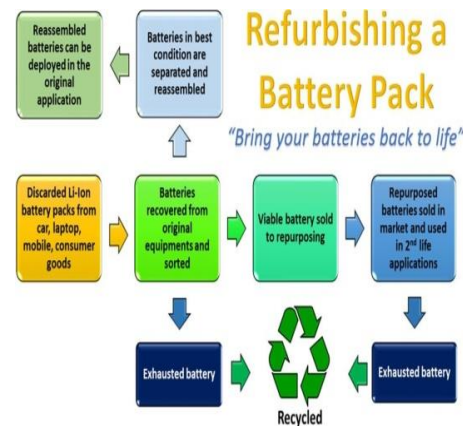 Refurbishing a
Battery Pack
“Bring your batteries back to life”
Reassembled
batteries can be
deployed in the
original
application
Batteries in best
condition are
separated and
reassembled
Discarded Li-Ion
battery packs from
car, laptop,
mobile, consumer
goods
Batteries
recovered from
original
equipments and
sorted
Viable battery sold
to repurposing
Repurposed
batteries sold in
market and used
in 2nd life
applications
Exhausted battery
Recycled
Exhausted battery